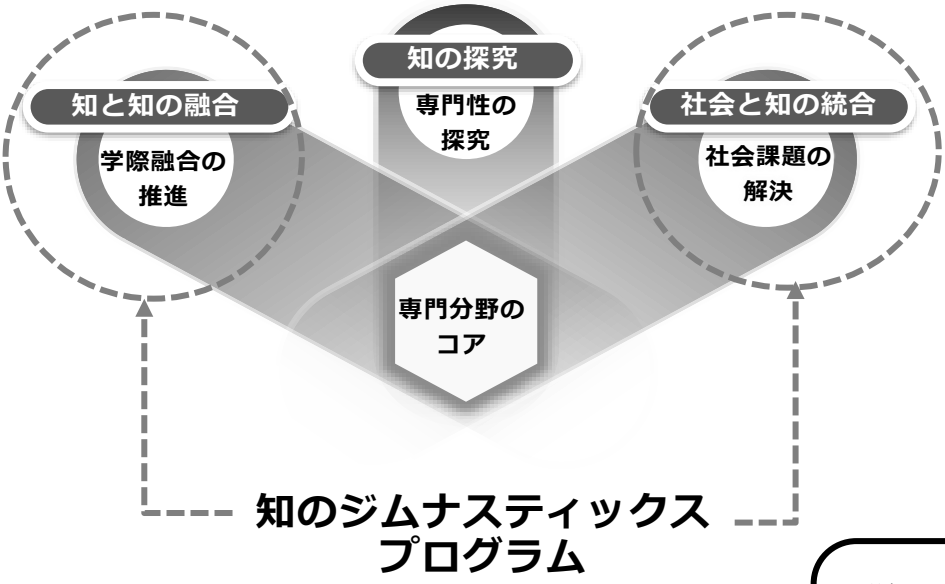 知の探究
専門性の
探究
知と知の融合
学際融合の
推進
社会と知の統合
社会課題の
解決
専門分野の
コア
知のジムナスティックス
プログラム